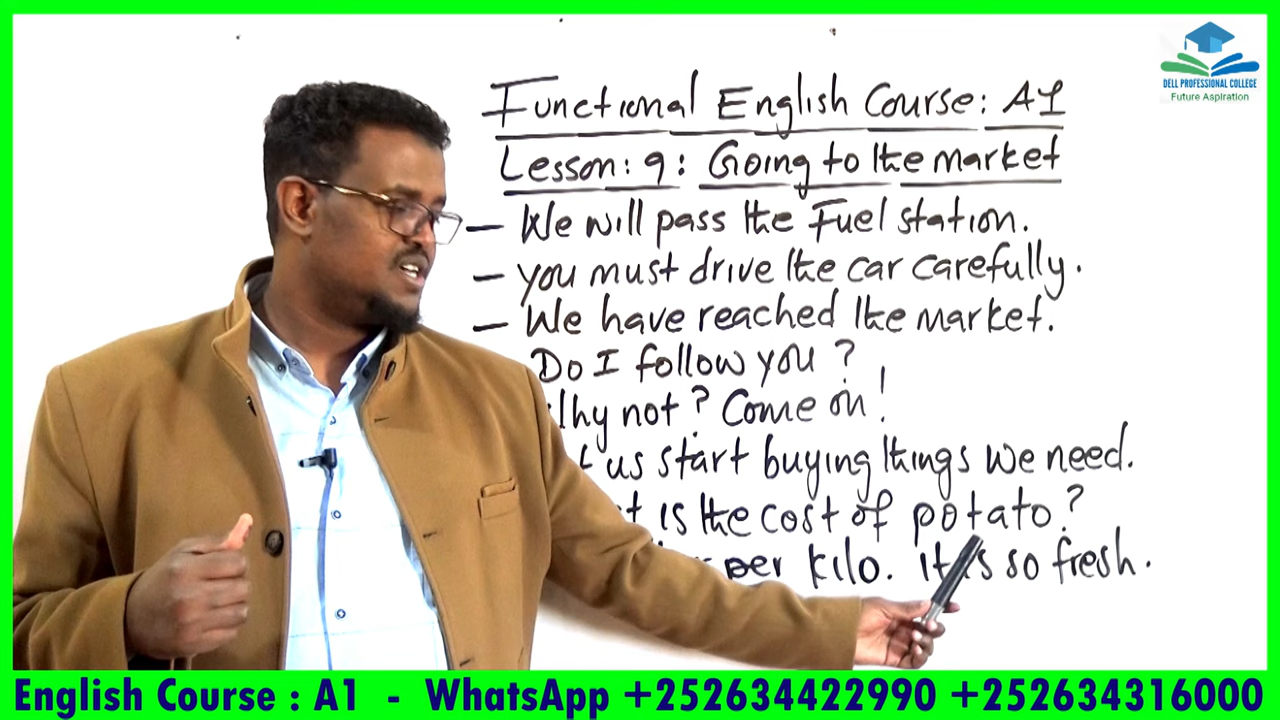 DELL PROFESSIONAL COLLEGE
Future Aspiration
Functional English Course: A1
Lesson: 9: Going to the market
- We will pass the Fuel station.
- you must drive the car carefully.
- We have reached the market.
Do I follow you?
not? Come on!
us start buying things we need.
is the cost of potato?
per kilo. It is so fresh.
English Course : A1 - WhatsApp +252634422990 +252634316000